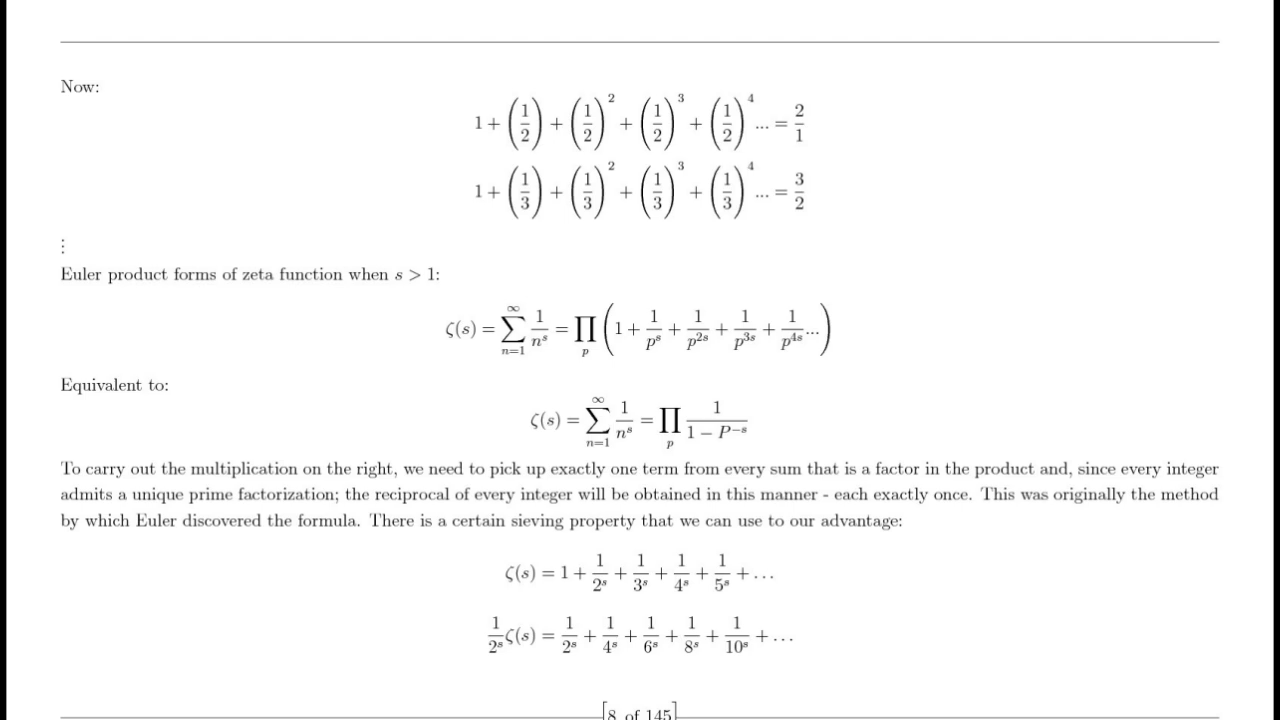 Now:
1 + (1/2) + (1/2)^2 + (1/2)^3 + (1/2)^4 ... = 2/1
1 + (1/3) + (1/3)^2 + (1/3)^3 + (1/3)^4 ... = 3/2
⋮
Euler product forms of zeta function when s > 1:
ζ(s) = ∑_{n=1}^{∞} 1/n^s = ∏_p (1 + 1/p^s + 1/p^{2s} + 1/p^{3s} + 1/p^{4s} ...)
Equivalent to:
ζ(s) = ∑_{n=1}^{∞} 1/n^s = ∏_p 1/(1 − P^{−s})
To carry out the multiplication on the right, we need to pick up exactly one term from every sum that is a factor in the product and, since every integer
admits a unique prime factorization; the reciprocal of every integer will be obtained in this manner - each exactly once. This was originally the method
by which Euler discovered the formula. There is a certain sieving property that we can use to our advantage:
ζ(s) = 1 + 1/2^s + 1/3^s + 1/4^s + 1/5^s + ...
1/2^s ζ(s) = 1/2^s + 1/4^s + 1/6^s + 1/8^s + 1/10^s + ...
[8 of 145]